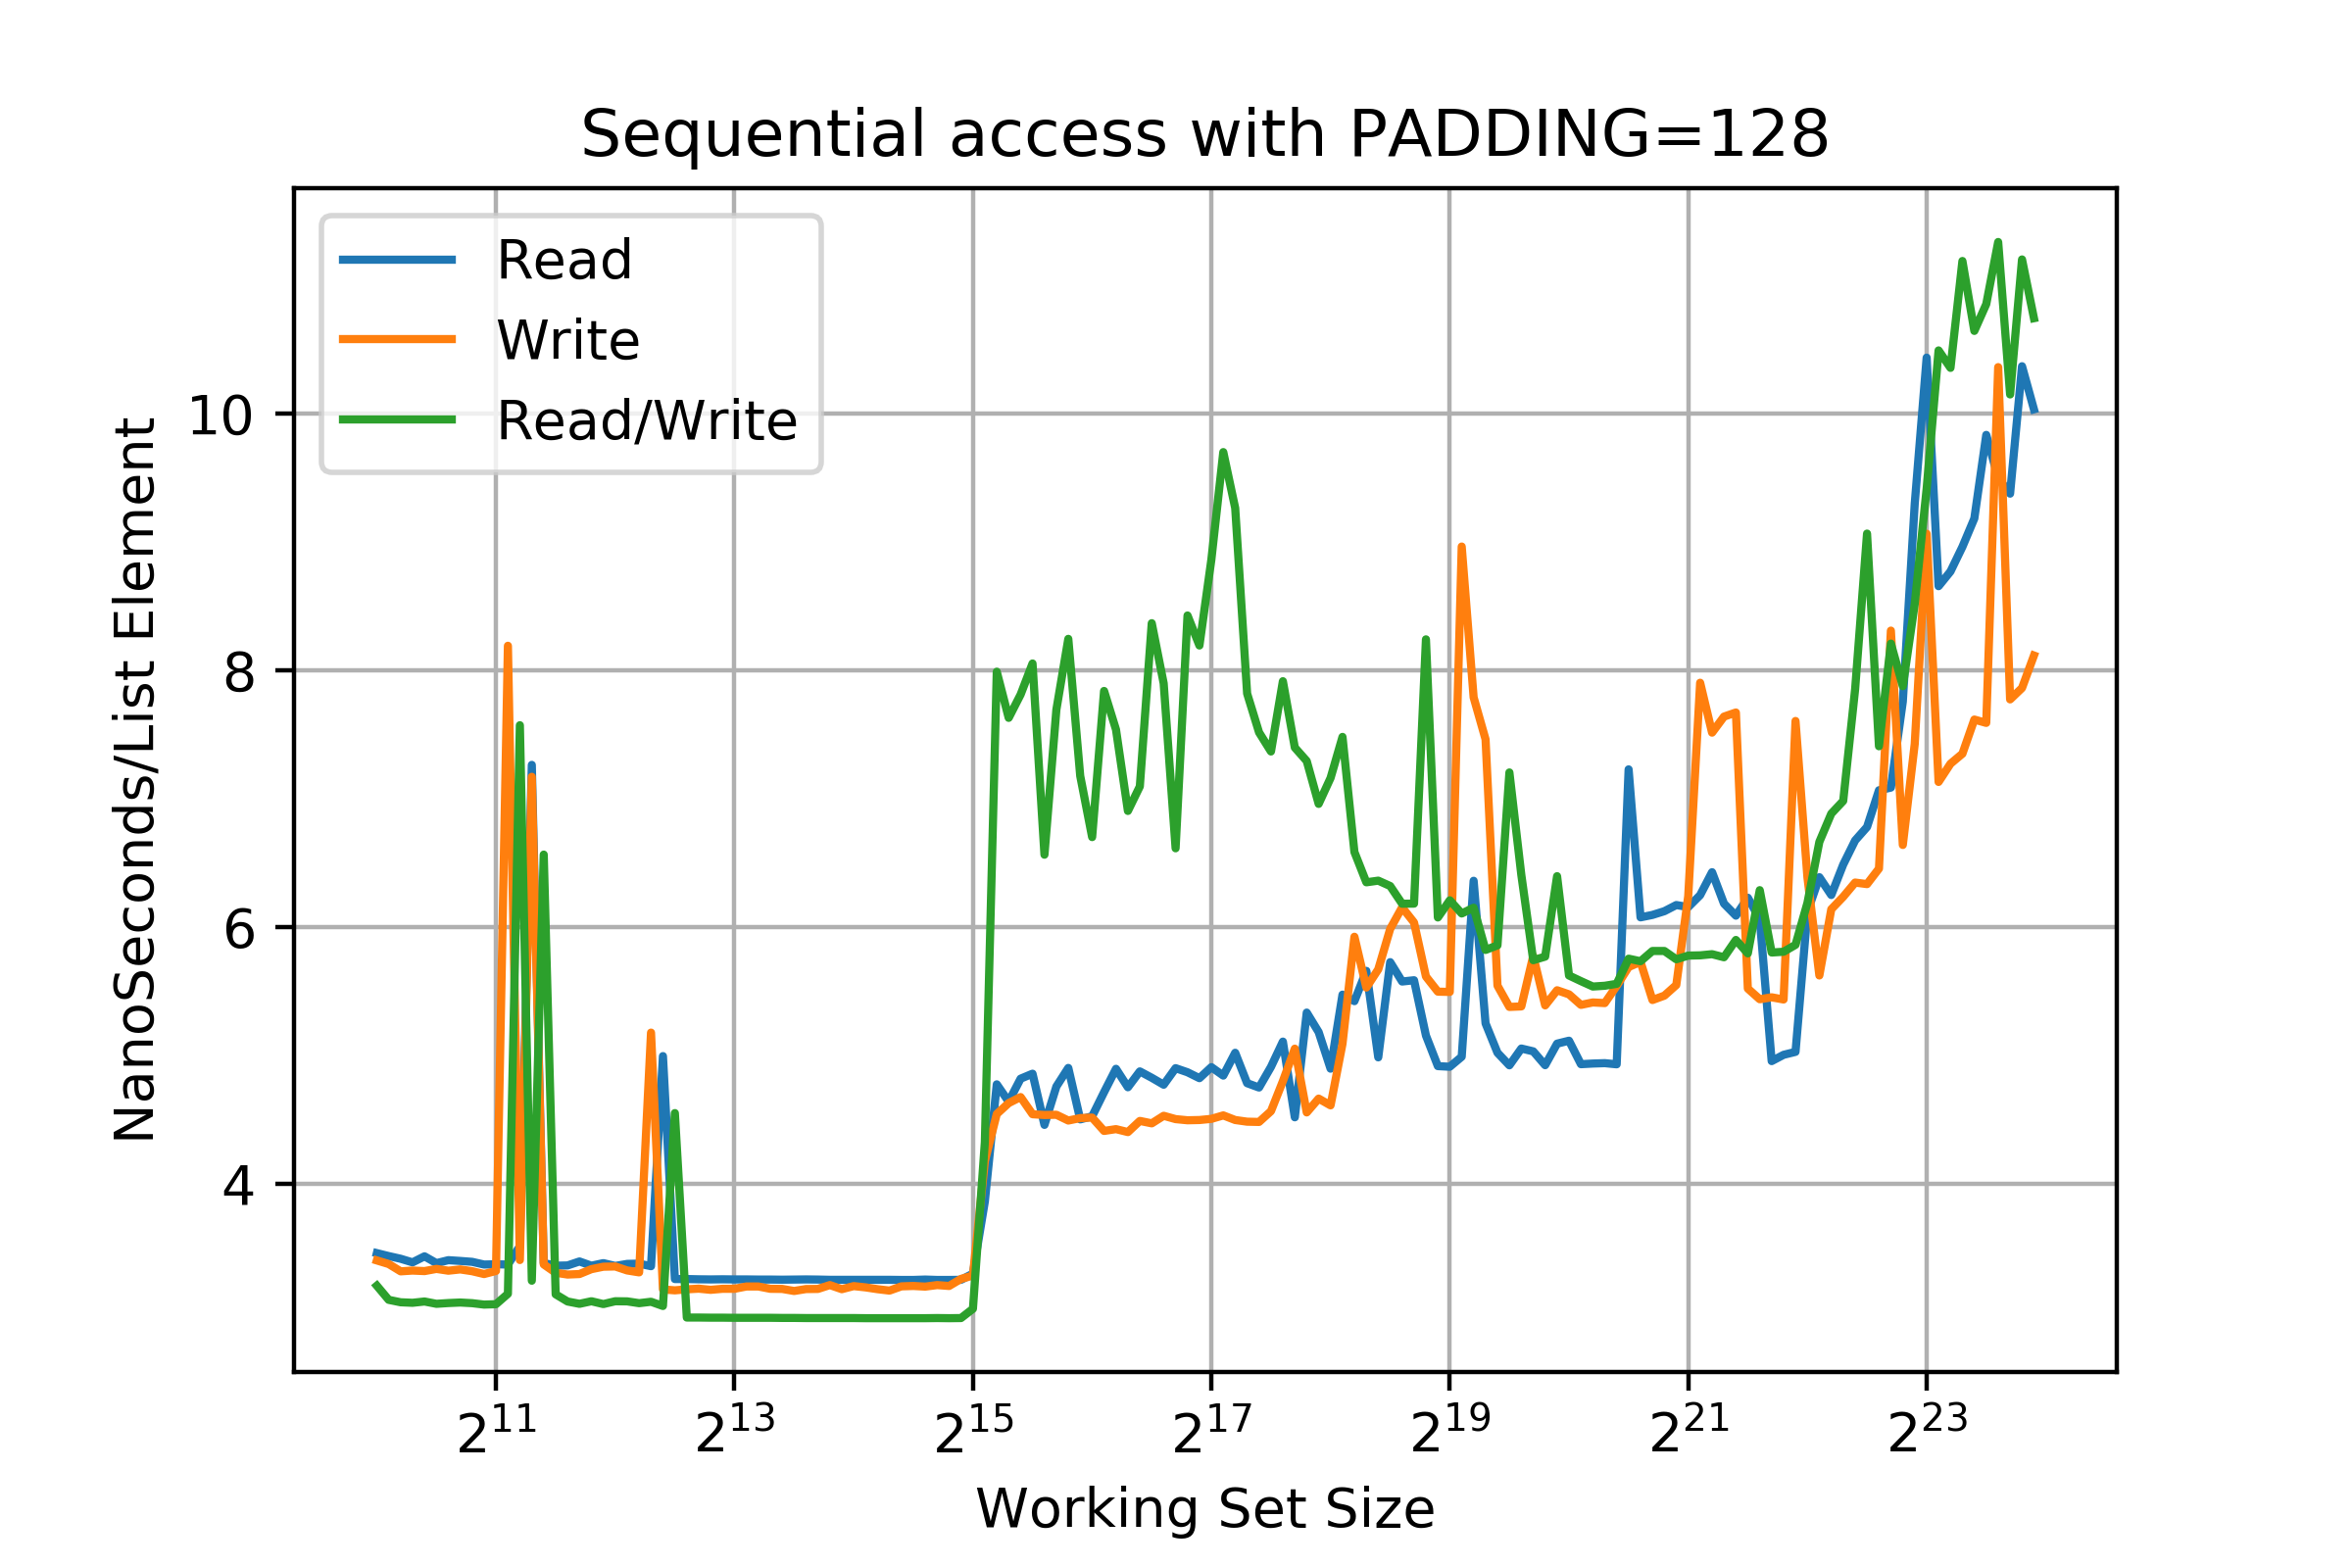 Sequential access with PADDING=128
Read
Write
Read/Write
NanoSeconds/List Element
10
8
6
4
2^11 2^13 2^15 2^17 2^19 2^21 2^23
Working Set Size